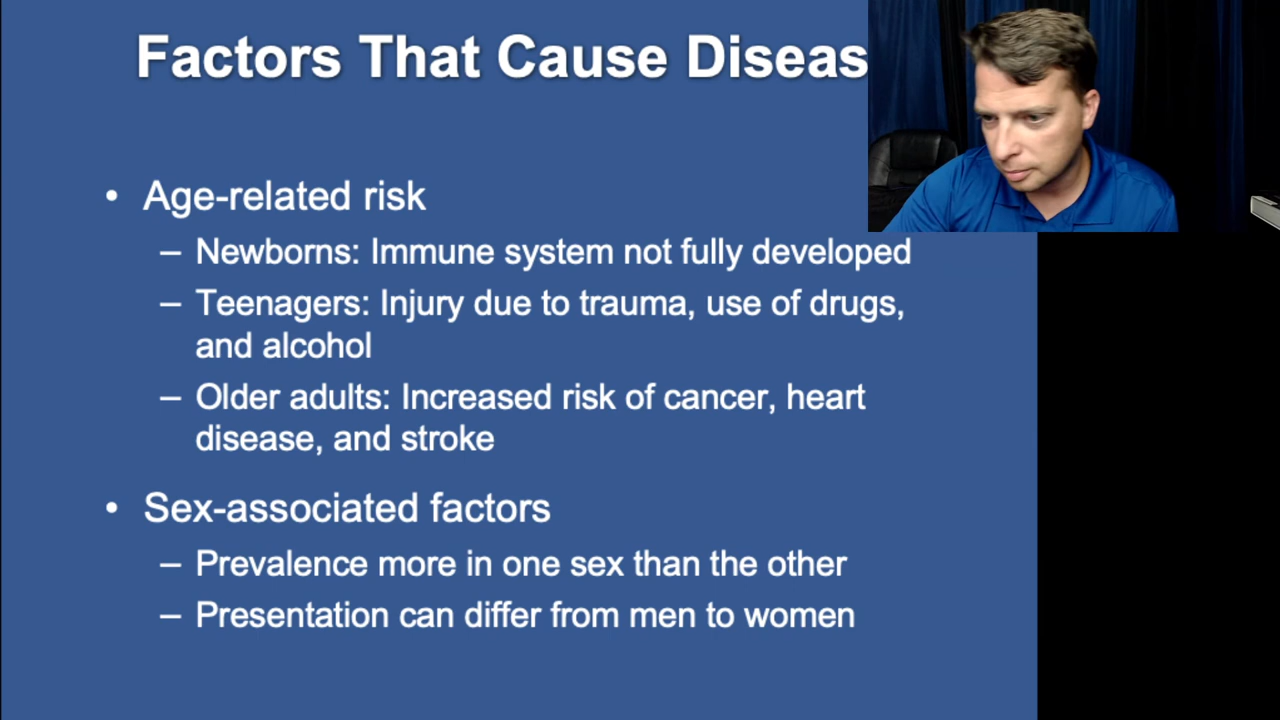 Factors That Cause Diseas
• Age-related risk
– Newborns: Immune system not fully developed
– Teenagers: Injury due to trauma, use of drugs,
and alcohol
– Older adults: Increased risk of cancer, heart
disease, and stroke
• Sex-associated factors
– Prevalence more in one sex than the other
– Presentation can differ from men to women